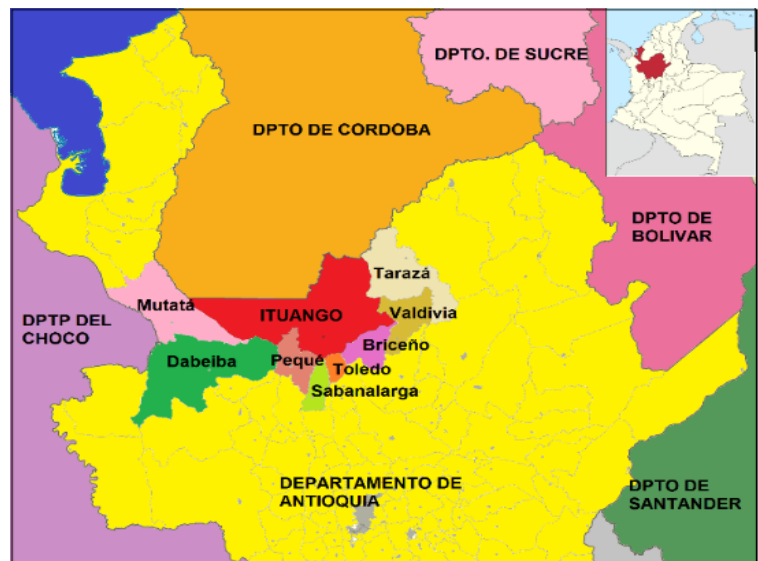 DPTO. DE SUCRE
DPTO DE CORDOBA
DPTO DE
BOLIVAR
Tarazá
Mutatá
ITUANGO
Valdivia
DPTP DEL
CHOCO
Briceño
Dabeiba
Pequé
Toledo
Sabanalarga
DEPARTAMENTO DE
ANTIOQUIA
DPTO DE
SANTANDER